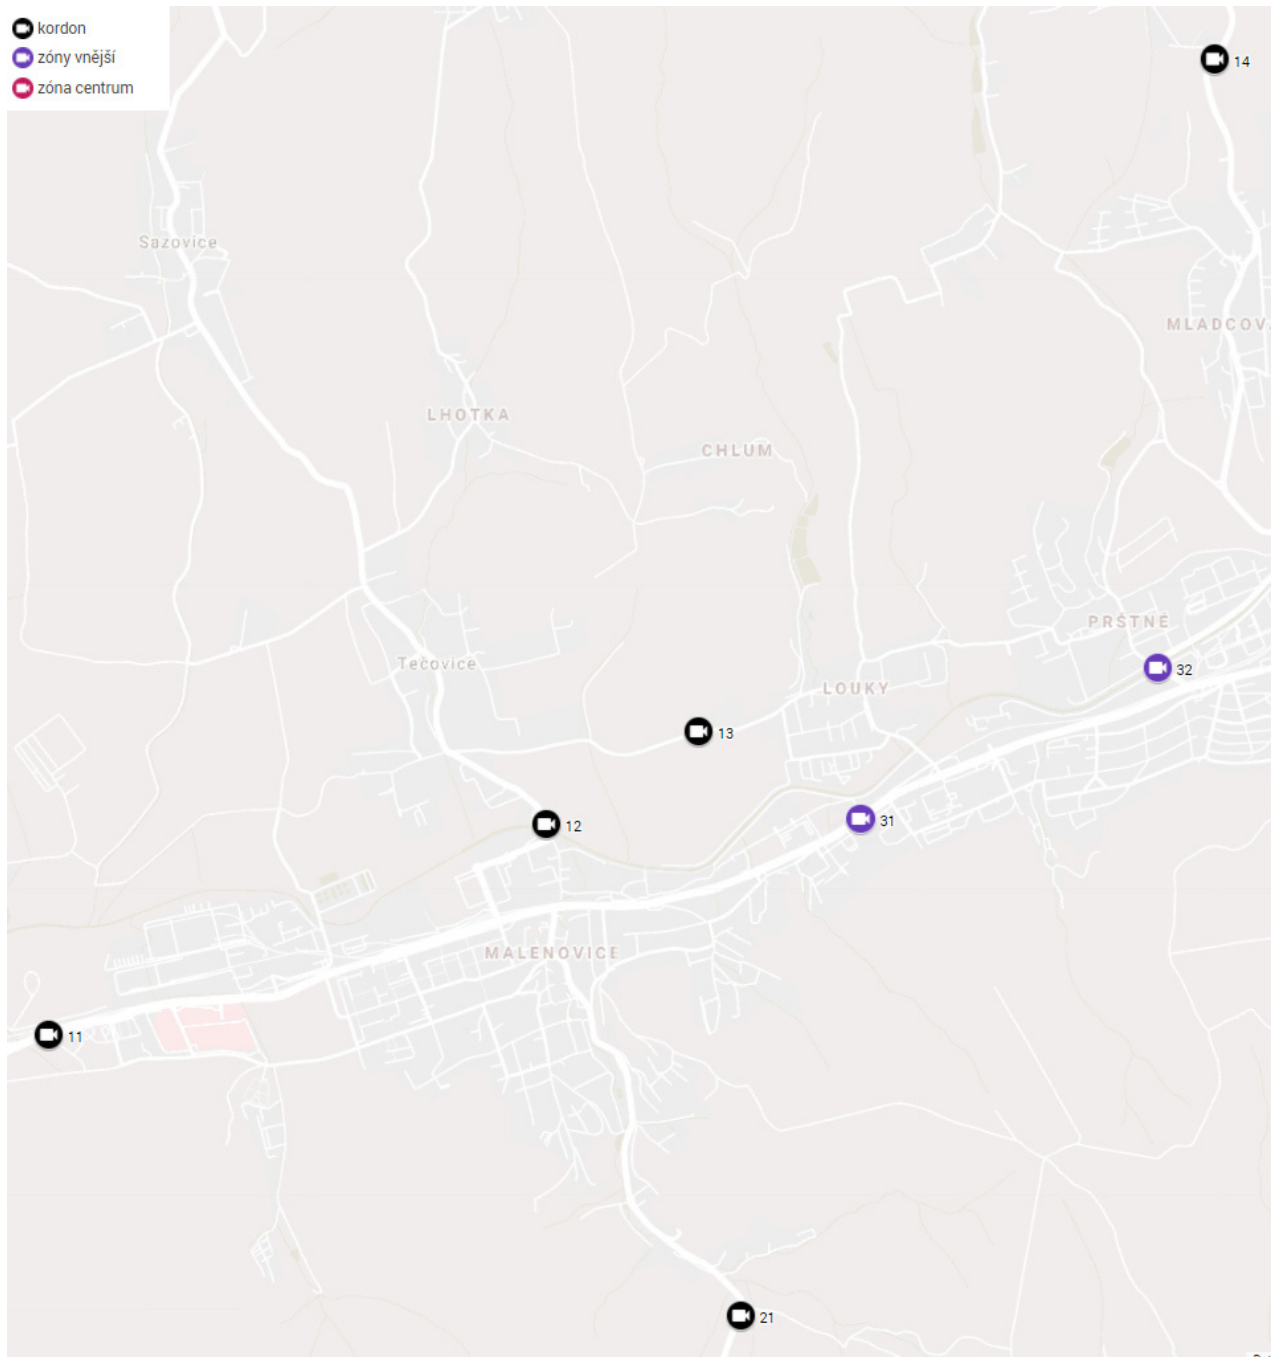 kordon
zóny vnější
zóna centrum
14
Sazovice
MLADCOV
LHOTKA
CHLUM
PRŠTNÉ
Tečovice
32
LOUKY
13
31
12
MALENOVICE
11
21